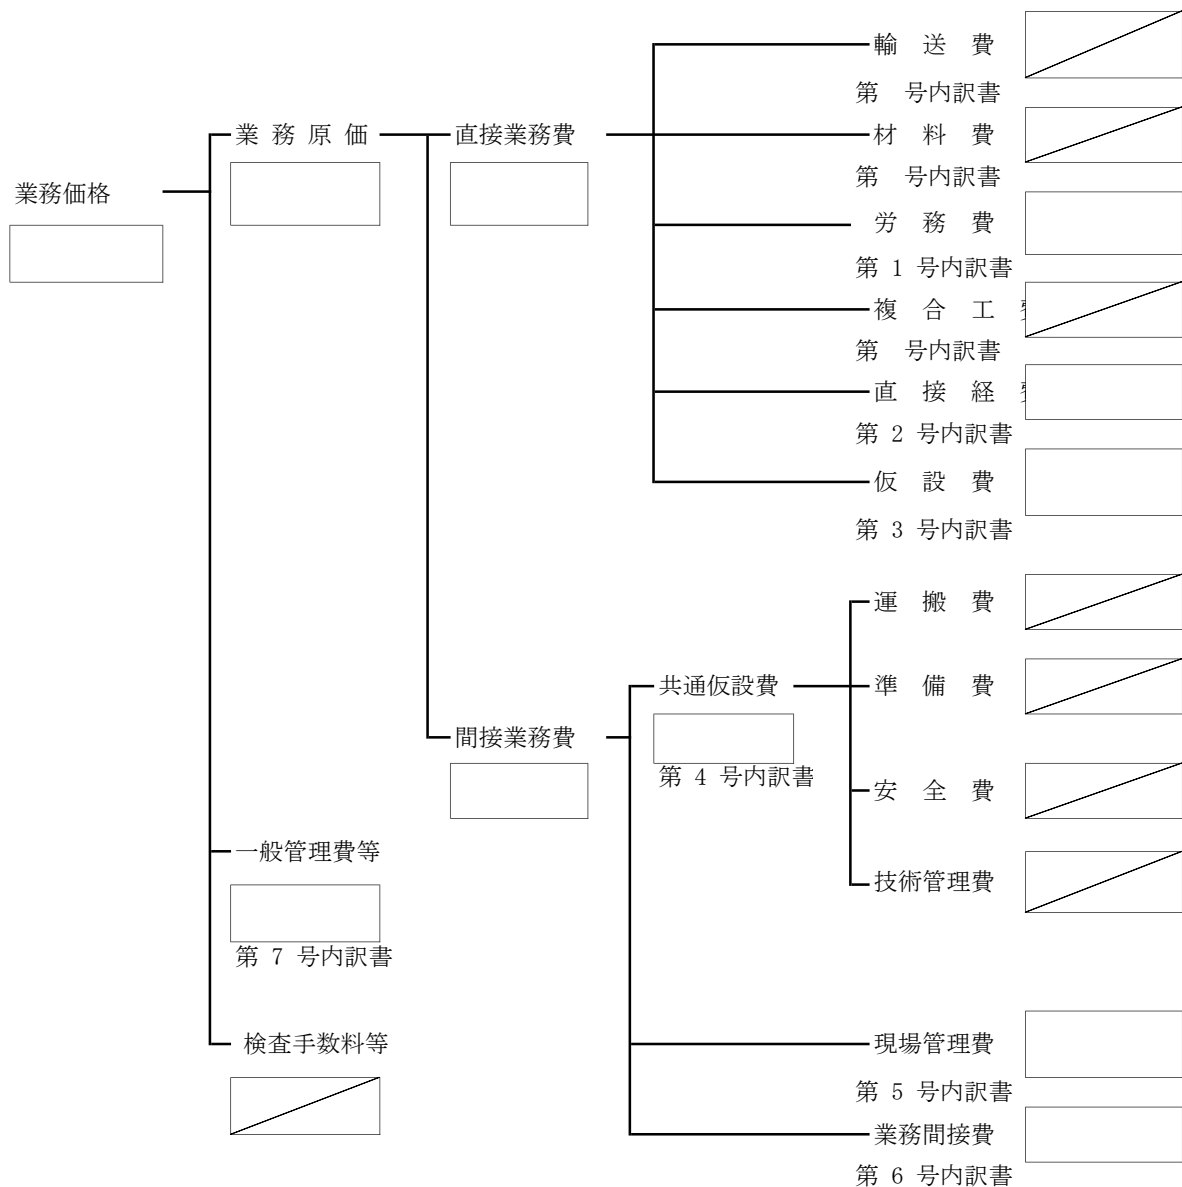 輸 送 費
第 号内訳書
業 務 原 価
直接業務費
材 料 費
第 号内訳書
業務価格
労 務 費
第 1 号内訳書
複 合 工
第 号内訳書
直 接 経
第 2 号内訳書
仮 設 費
第 3 号内訳書
運 搬 費
共通仮設費
準 備 費
間接業務費
第 4 号内訳書
安 全 費
一般管理費等
技術管理費
第 7 号内訳書
検査手数料等
現場管理費
第 5 号内訳書
業務間接費
第 6 号内訳書